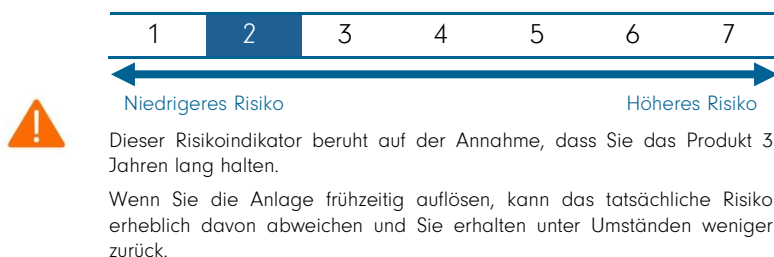 1 2 3 4 5 6 7
Niedrigeres Risiko Höheres Risiko
Dieser Risikoindikator beruht auf der Annahme, dass Sie das Produkt 3
Jahren lang halten.
Wenn Sie die Anlage frühzeitig auflösen, kann das tatsächliche Risiko
erheblich davon abweichen und Sie erhalten unter Umständen weniger
zurück.